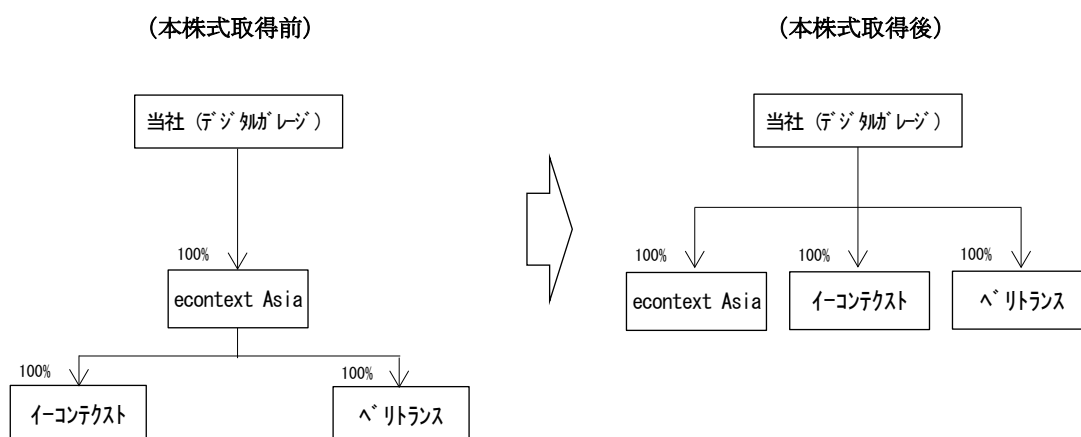 (本株式取得前)
(本株式取得後)
当社 (ﾃﾞｼﾞﾀﾙｶﾞﾚｰｼﾞ)
当社 (ﾃﾞｼﾞﾀﾙｶﾞﾚｰｼﾞ)
100%
econtext Asia
100%
100%
100%
econtext Asia
ｲｰｺﾝﾃｸｽﾄ
ﾍﾞﾘﾄﾗﾝｽ
100%
100%
ｲｰｺﾝﾃｸｽﾄ
ﾍﾞﾘﾄﾗﾝｽ